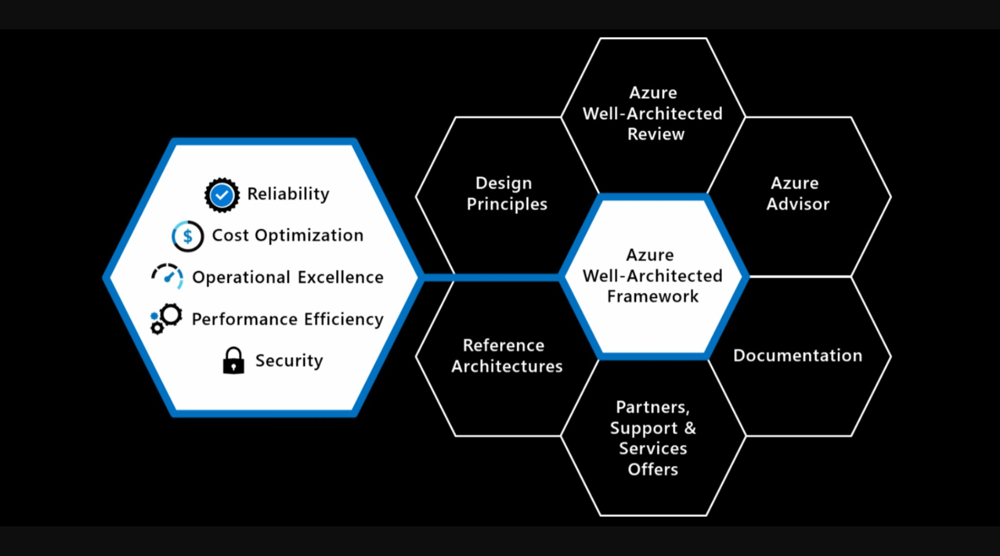 Reliability
$
Cost Optimization
Operational Excellence
Performance Efficiency
Security
Azure
Well-Architected
Review
Design
Principles
Azure
Advisor
Azure
Well-Architected
Framework
Reference
Architectures
Documentation
Partners,
Support &
Services
Offers